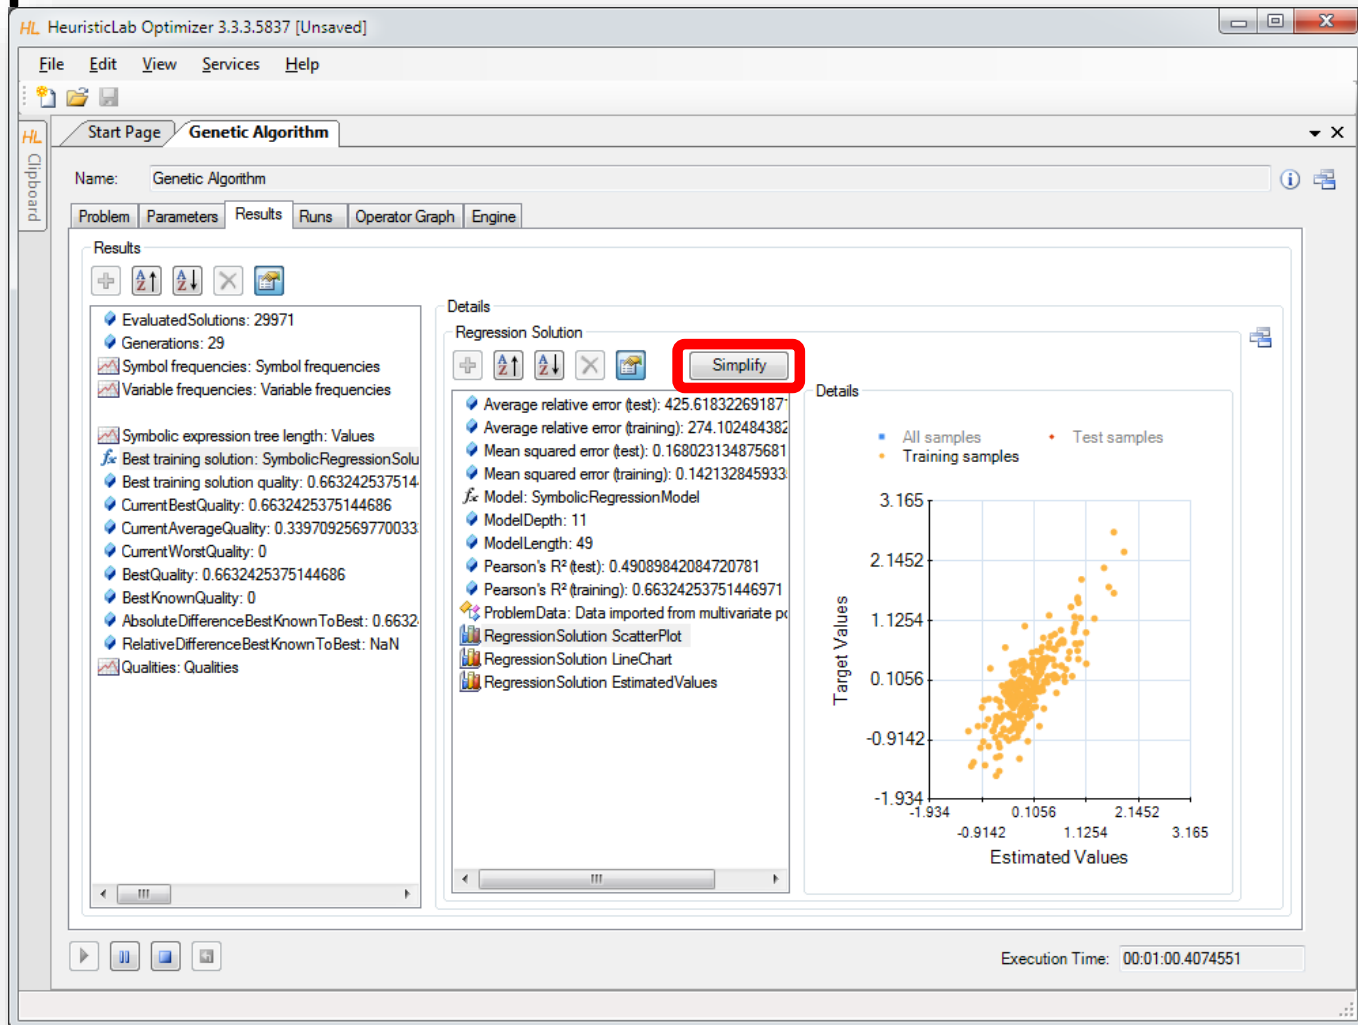 HL HeuristicLab Optimizer 3.3.3.5837 [Unsaved]
File Edit View Services Help
HL Clipboard
Start Page Genetic Algorithm
Name: Genetic Algorithm
Problem Parameters Results Runs Operator Graph Engine
Results
EvaluatedSolutions: 29971
Generations: 29
Symbol frequencies: Symbol frequencies
Variable frequencies: Variable frequencies
Symbolic expression tree length: Values
Best training solution: SymbolicRegressionSolu
Best training solution quality: 0.66324253751​4
CurrentBestQuality: 0.6632425375144686
CurrentAverageQuality: 0.3397092569770033
CurrentWorstQuality: 0
BestQuality: 0.6632425375144686
BestKnownQuality: 0
AbsoluteDifferenceBestKnownToBest: 0.6632
RelativeDifferenceBestKnownToBest: NaN
Qualities: Qualities
Details
Regression Solution
Simplify
Average relative error (test): 425.61832269187
Average relative error (training): 274.102484382
Mean squared error (test): 0.168023134875681
Mean squared error (training): 0.142132845933
Model: SymbolicRegressionModel
ModelDepth: 11
ModelLength: 49
Pearson's R² (test): 0.49089842084720781
Pearson's R² (training): 0.66324253751446971
ProblemData: Data imported from multivariate po
RegressionSolution ScatterPlot
RegressionSolution LineChart
RegressionSolution EstimatedValues
Details
All samples Test samples
Training samples
3.165
2.1452
1.1254
0.1056
-0.9142
-1.934
Target Values
-1.934 0.1056 2.1452
-0.9142 1.1254 3.165
Estimated Values
Execution Time: 00:01:00.4074551